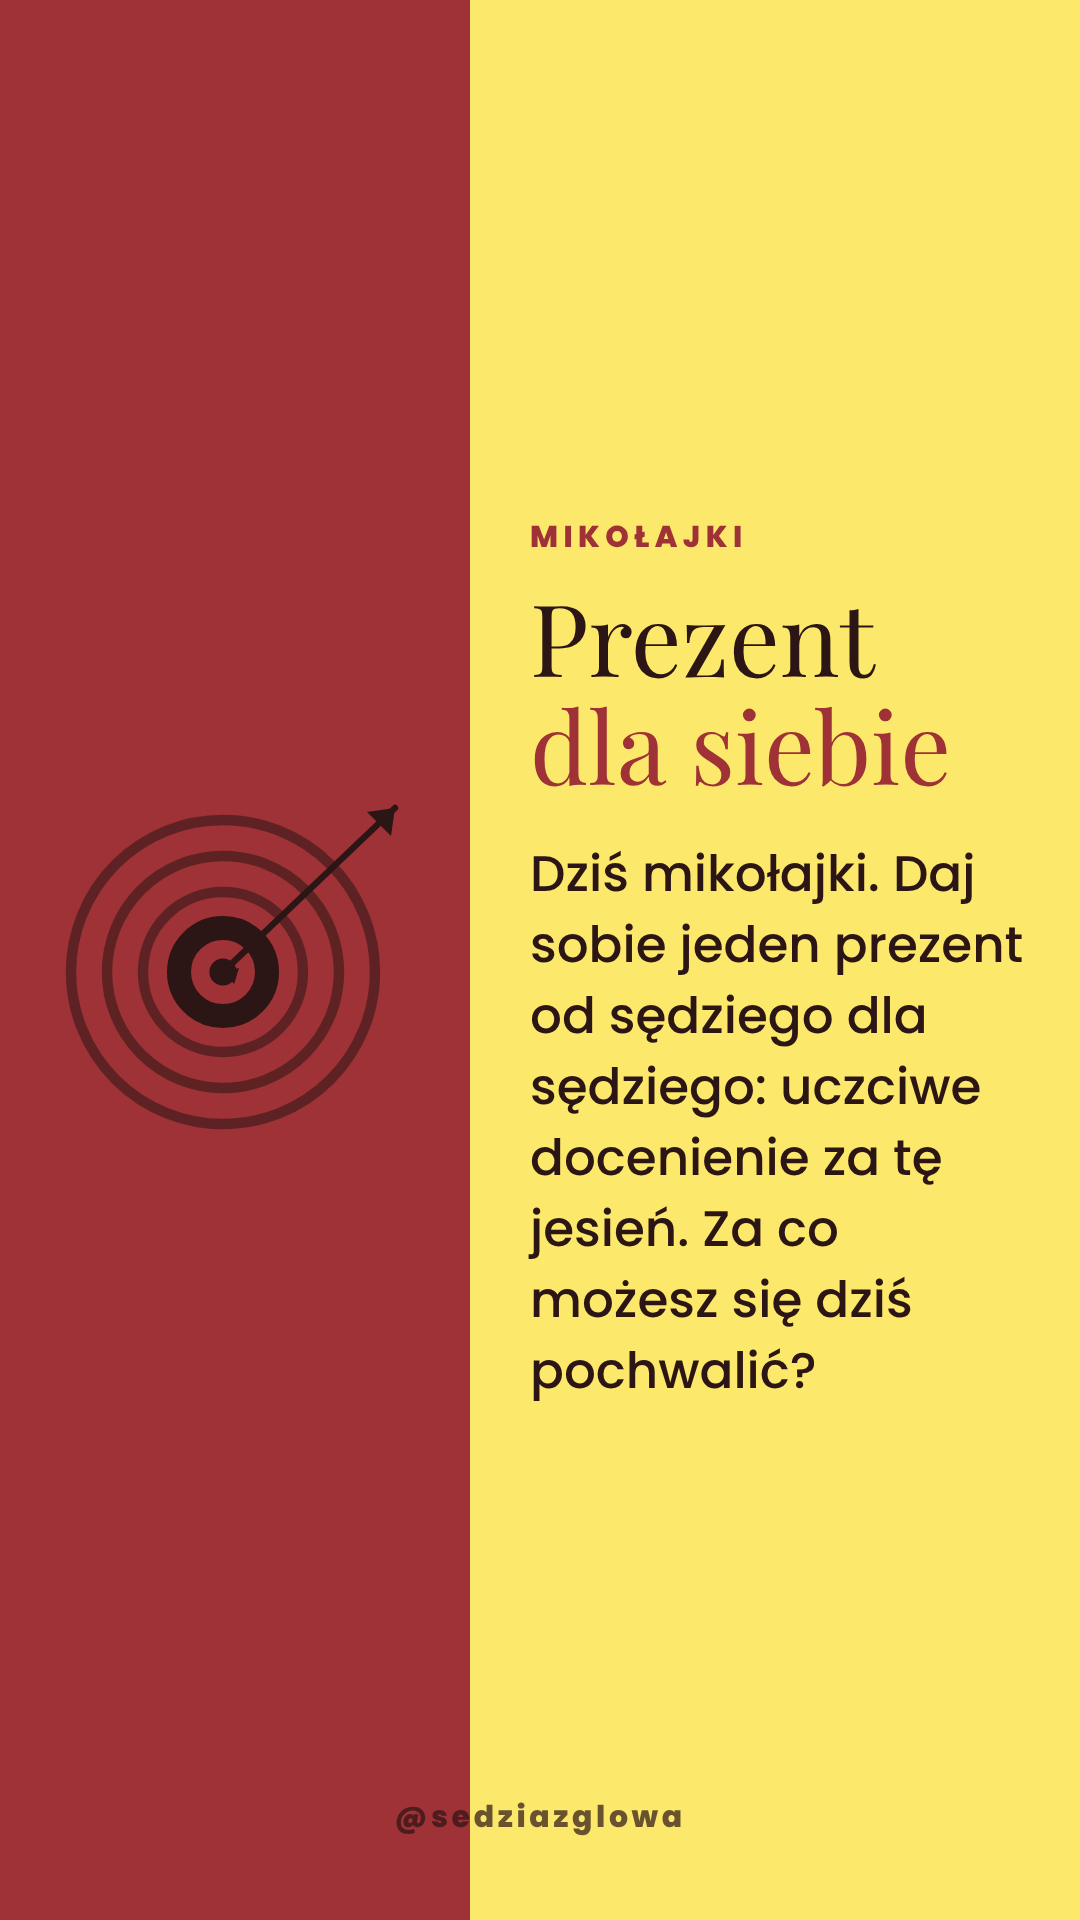 MIKOŁAJKI
Prezent
dla siebie
Dziś mikołajki. Daj
sobie jeden prezent
od sędziego dla
sędziego: uczciwe
docenienie za tę
jesień. Za co
możesz się dziś
pochwalić?
@sedziazglowa